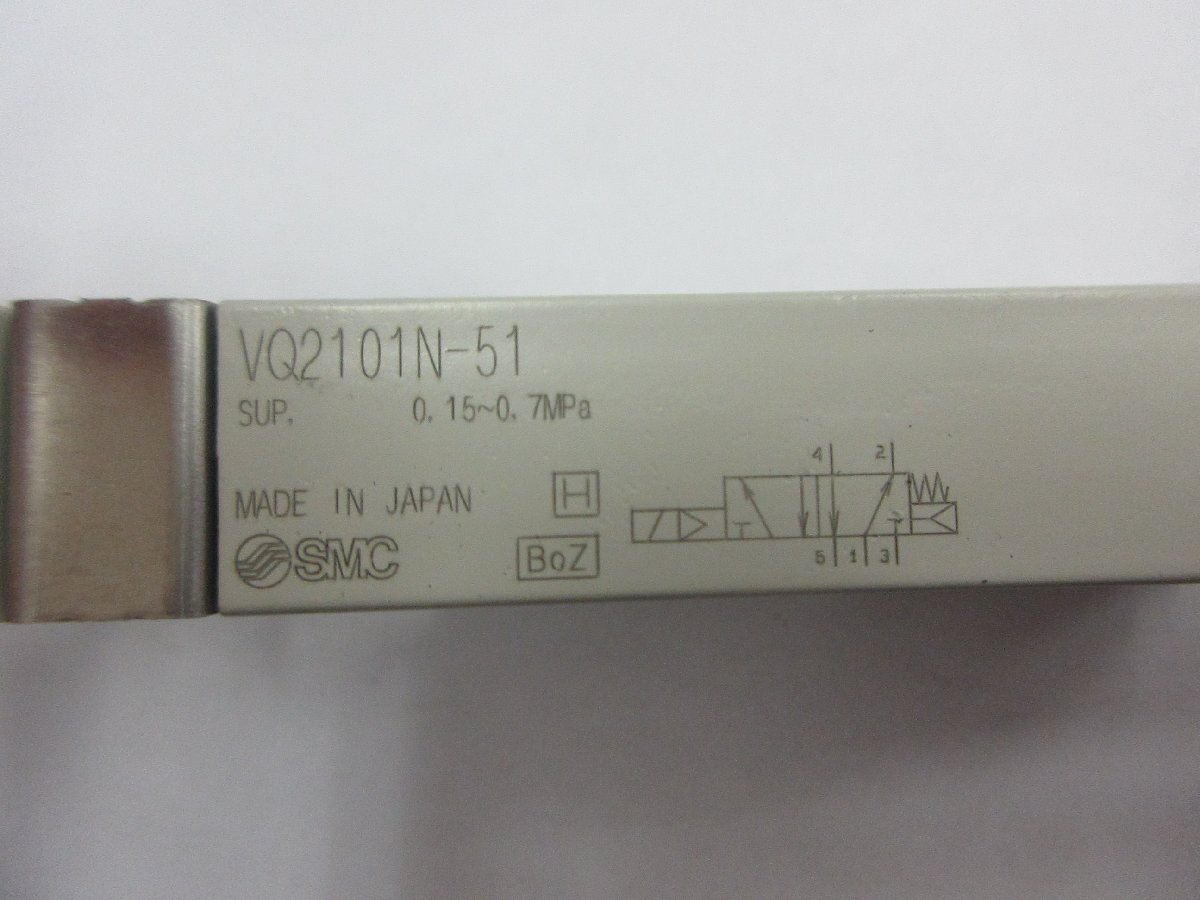 VQ2101N-51
SUP. 0.15~0.7MPa
MADE IN JAPAN H
SMC BoZ
4 2
5 1 3